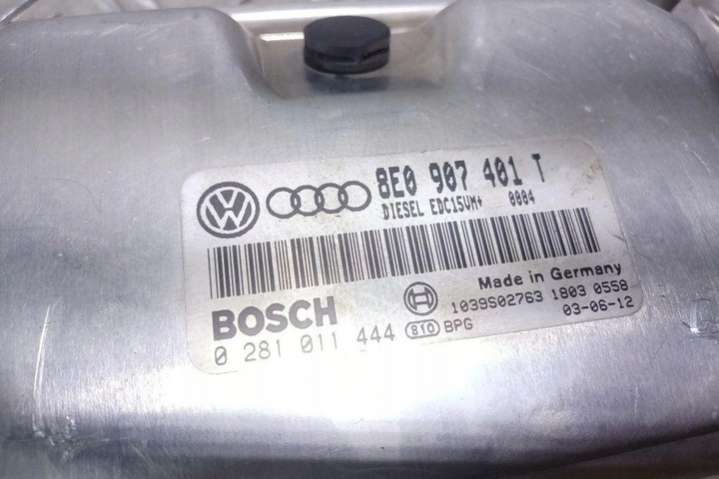 8E0 907 401 T
DIESEL EDC15VM+ 0004
Made in Germany
BOSCH
1039S02763 1803 0558
0 281 011 444 810 BPG
03-06-12